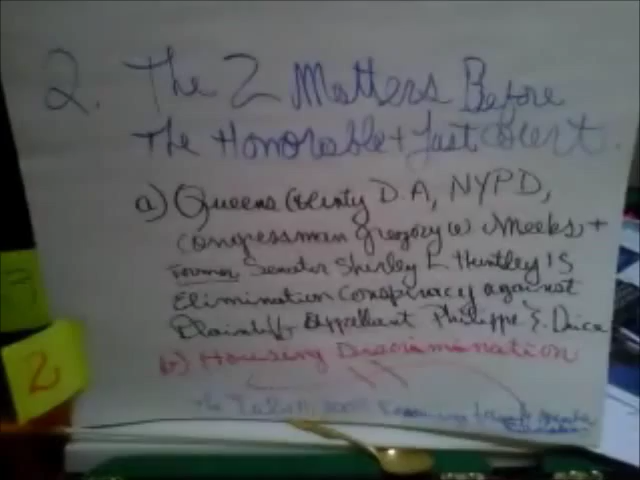 2. The 2 Matters Before
The Honorable + Just Court.
a) Queens County D.A, NYPD,
Congressman Gregory W Meeks, +
Former Senator Shirley L Huntley's
Elimination Conspiracy against
Plaintiff Appellant Philippe
b) Housing Discrimination
The
2